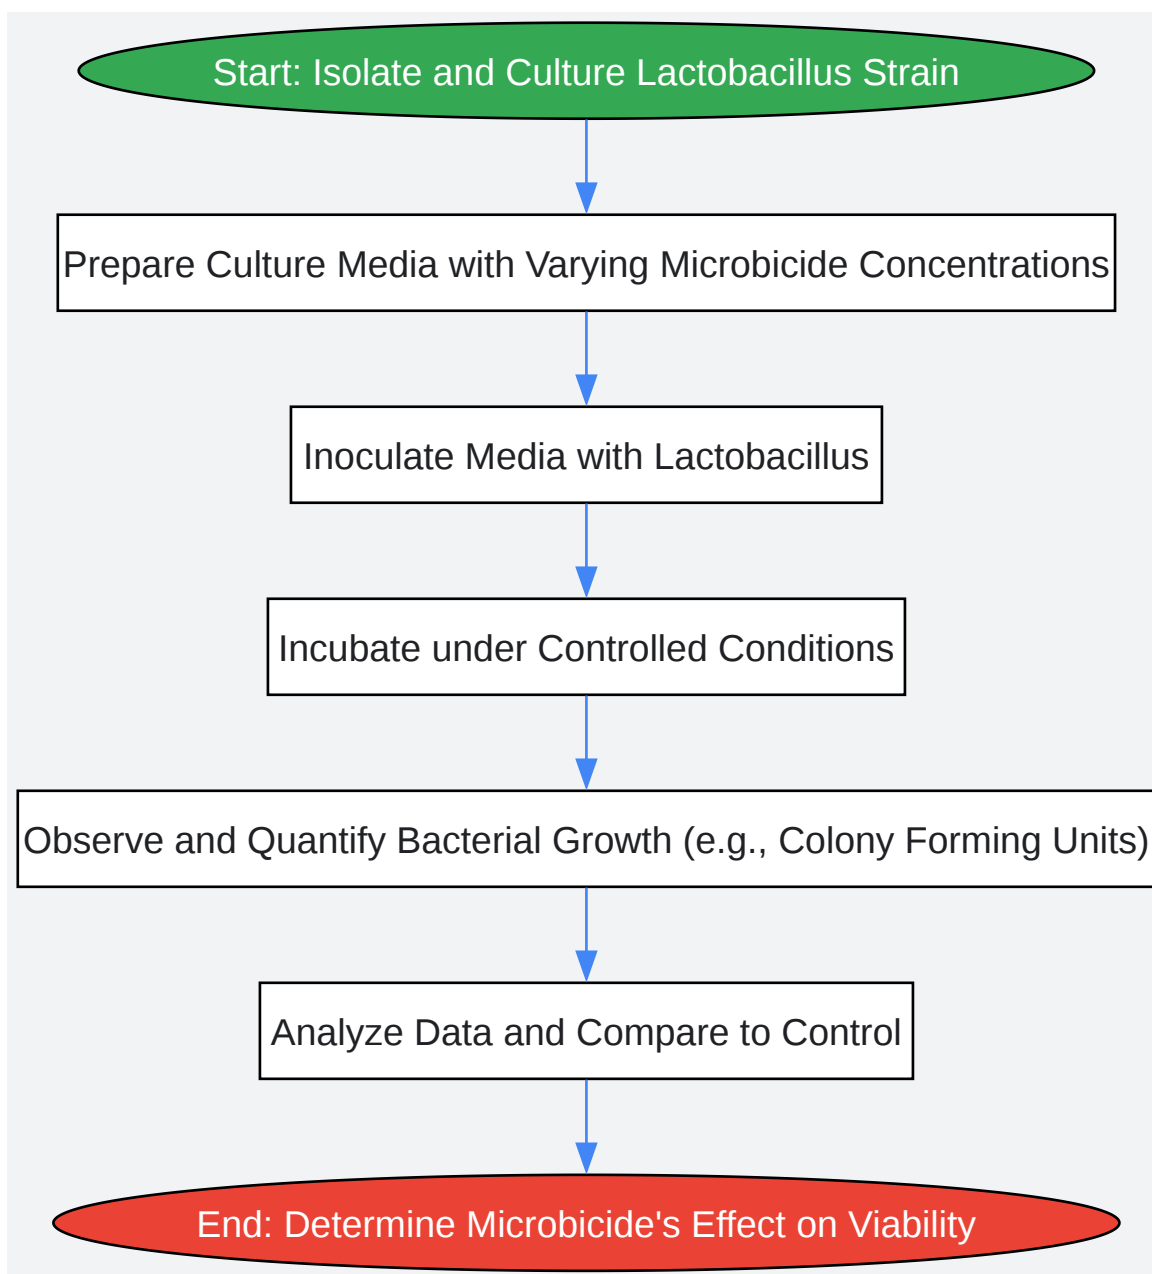 Start: Isolate and Culture Lactobacillus Strain
Prepare Culture Media with Varying Microbicide Concentrations
Inoculate Media with Lactobacillus
Incubate under Controlled Conditions
Observe and Quantify Bacterial Growth (e.g., Colony Forming Units)
Analyze Data and Compare to Control
End: Determine Microbicide's Effect on Viability